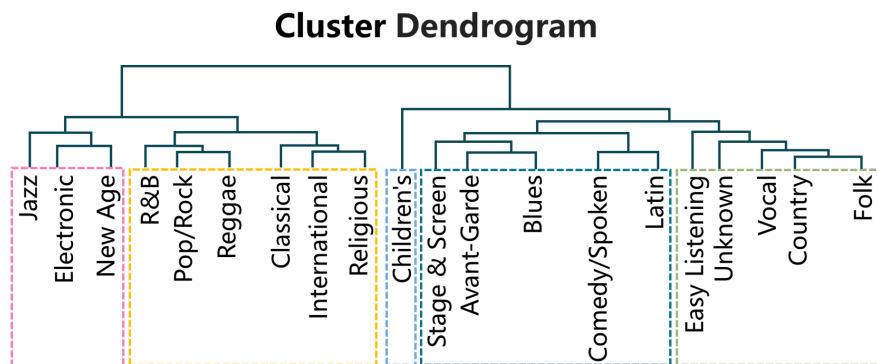 Cluster Dendrogram
Jazz
Electronic
New Age
R&B
Pop/Rock
Reggae
Classical
International
Religious
Children's
Stage & Screen
Avant-Garde
Blues
Comedy/Spoken
Latin
Easy Listening
Unknown
Vocal
Country
Folk